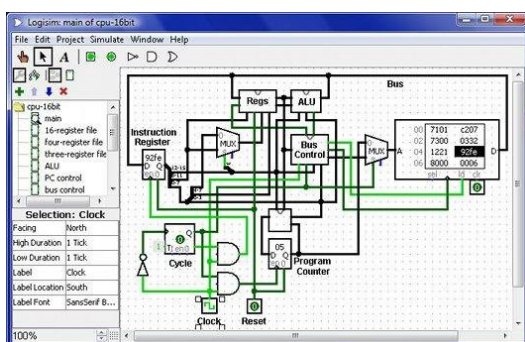 Logisim: main of cpu-16bit
File Edit Project Simulate Window Help
A
cpu-16bit
main
16-register file
four-register file
three-register file
ALU
PC control
bus control
Selection: Clock
Facing North
High Duration 1 Tick
Low Duration 1 Tick
Label Clock
Label Location South
Label Font SansSerif B...
100%
Bus
Regs
ALU
Instruction
Register
92fe
D Q
MUX
Bus
Control
MUX
A
00 7101 c207
02 7300 0332
04 1221 92fe
06 8000 0006
D
sel ld clr
Cycle
05
D Q
Program
Counter
Clock
Reset